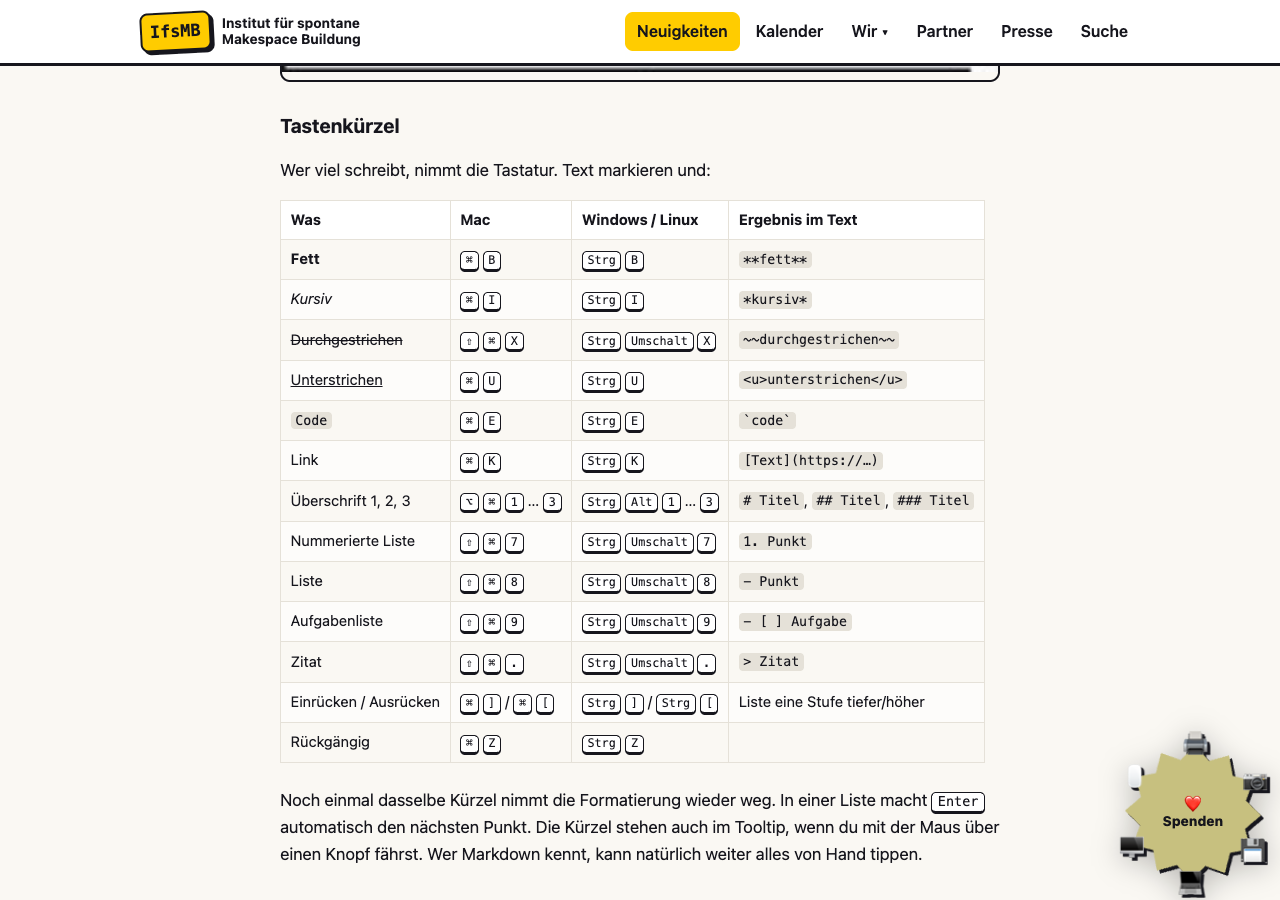 IfsMB
Institut für spontane
Makespace Buildung
Neuigkeiten Kalender Wir ▾ Partner Presse Suche
Tastenkürzel
Wer viel schreibt, nimmt die Tastatur. Text markieren und:
Was Mac Windows / Linux Ergebnis im Text
Fett ⌘ B Strg B **fett**
Kursiv ⌘ I Strg I *kursiv*
Durchgestrichen ⇧ ⌘ X Strg Umschalt X ~~durchgestrichen~~
Unterstrichen ⌘ U Strg U <u>unterstrichen</u>
Code ⌘ E Strg E `code`
Link ⌘ K Strg K [Text](https://…)
Überschrift 1, 2, 3 ⌥ ⌘ 1 … 3 Strg Alt 1 … 3 # Titel, ## Titel, ### Titel
Nummerierte Liste ⇧ ⌘ 7 Strg Umschalt 7 1. Punkt
Liste ⇧ ⌘ 8 Strg Umschalt 8 - Punkt
Aufgabenliste ⇧ ⌘ 9 Strg Umschalt 9 - [ ] Aufgabe
Zitat ⇧ ⌘ . Strg Umschalt . > Zitat
Einrücken / Ausrücken ⌘ ] / ⌘ [ Strg ] / Strg [ Liste eine Stufe tiefer/höher
Rückgängig ⌘ Z Strg Z
Noch einmal dasselbe Kürzel nimmt die Formatierung wieder weg. In einer Liste macht Enter
automatisch den nächsten Punkt. Die Kürzel stehen auch im Tooltip, wenn du mit der Maus über
einen Knopf fährst. Wer Markdown kennt, kann natürlich weiter alles von Hand tippen.
❤️
Spenden